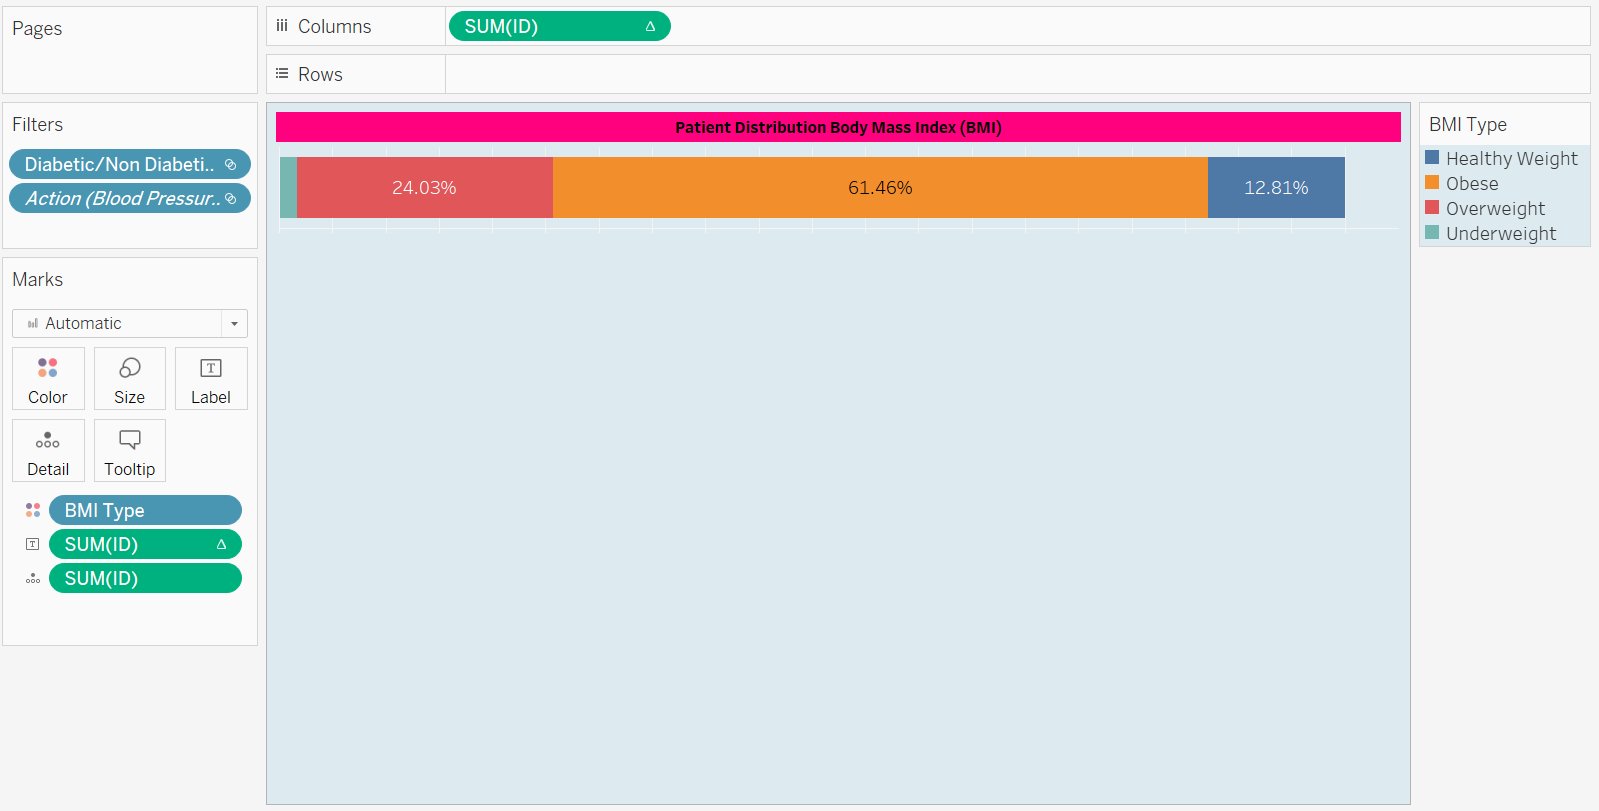 Pages
Columns
SUM(ID)
Rows
Filters
Diabetic/Non Diabeti..
Action (Blood Pressur..
Marks
Automatic
Color
Size
Label
Detail
Tooltip
BMI Type
SUM(ID)
SUM(ID)
Patient Distribution Body Mass Index (BMI)
24.03%
61.46%
12.81%
BMI Type
Healthy Weight
Obese
Overweight
Underweight